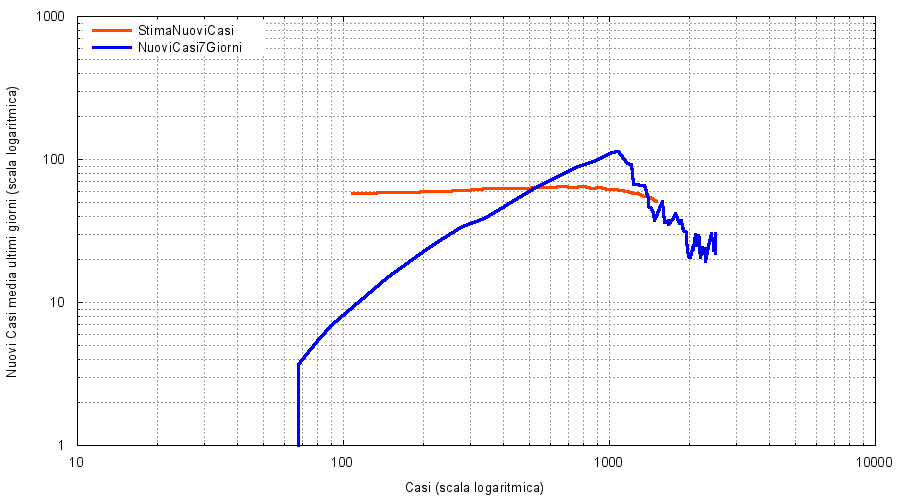 1000
StimaNuoviCasi
NuoviCasi7Giorni
100
10
1
Nuovi Casi media ultimi giorni (scala logaritmica)
10 100 1000 10000
Casi (scala logaritmica)